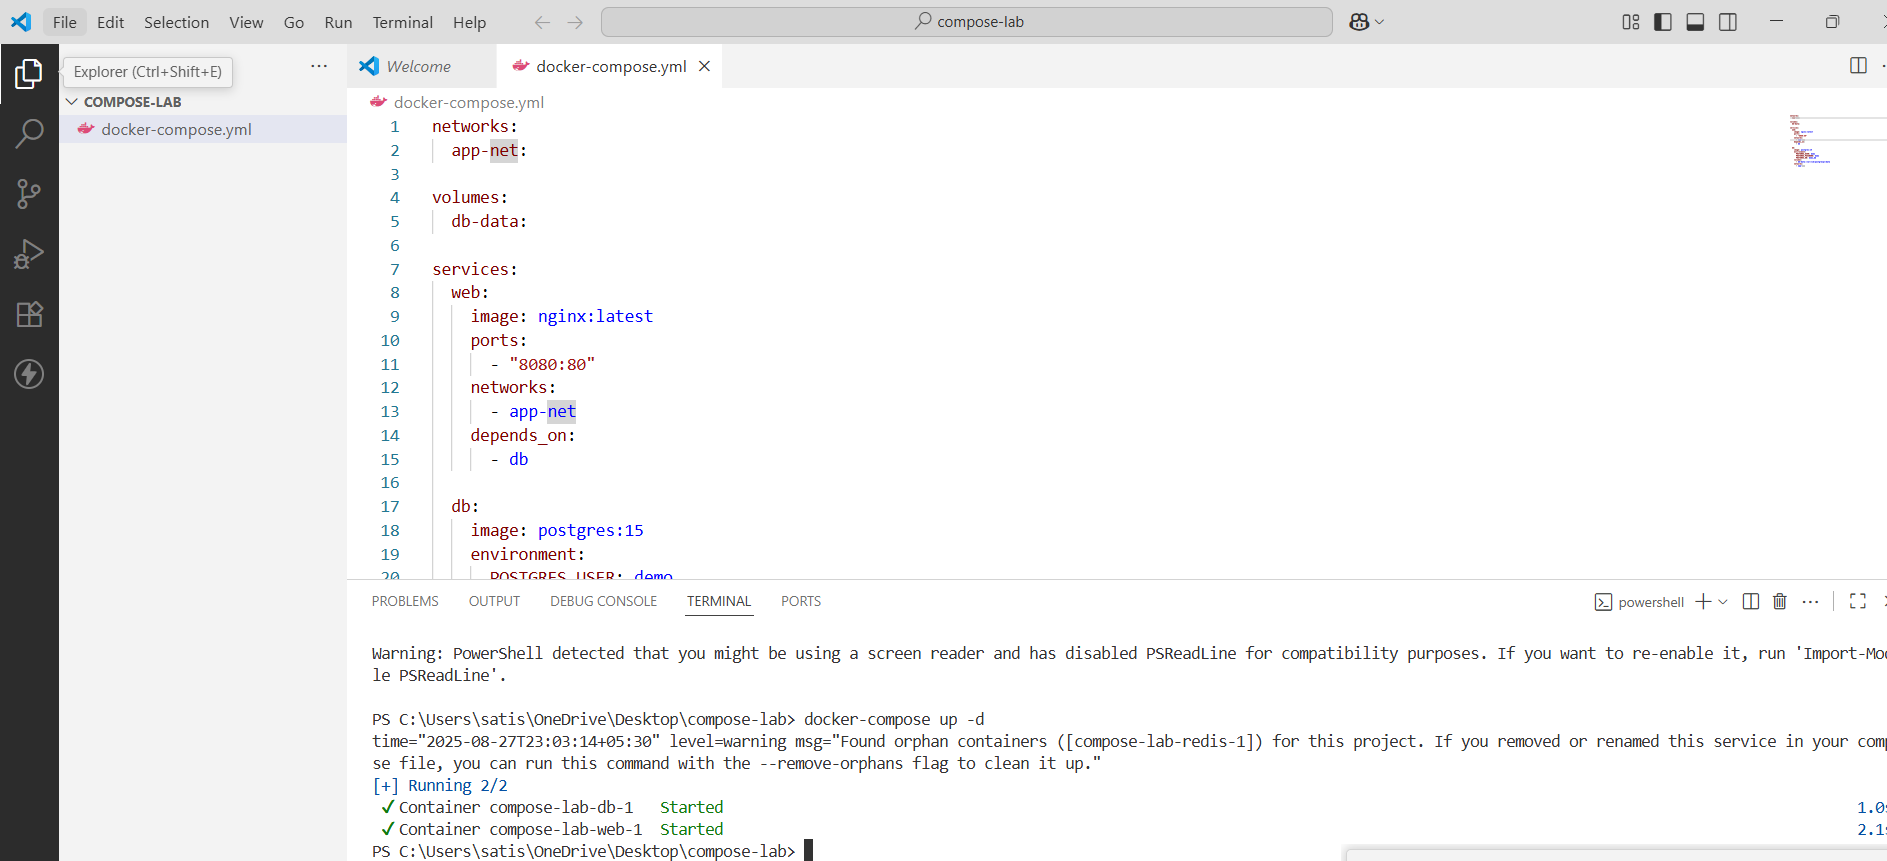 File Edit Selection View Go Run Terminal Help
compose-lab
Explorer (Ctrl+Shift+E)
COMPOSE-LAB
docker-compose.yml
Welcome
docker-compose.yml
docker-compose.yml
1 networks:
2 app-net:
3
4 volumes:
5 db-data:
6
7 services:
8 web:
9 image: nginx:latest
10 ports:
11 - "8080:80"
12 networks:
13 - app-net
14 depends_on:
15 - db
16
17 db:
18 image: postgres:15
19 environment:
20 POSTGRES_USER: demo
PROBLEMS OUTPUT DEBUG CONSOLE TERMINAL PORTS
powershell
Warning: PowerShell detected that you might be using a screen reader and has disabled PSReadLine for compatibility purposes. If you want to re-enable it, run 'Import-Mo
le PSReadLine'.
PS C:\Users\satis\OneDrive\Desktop\compose-lab> docker-compose up -d
time="2025-08-27T23:03:14+05:30" level=warning msg="Found orphan containers ([compose-lab-redis-1]) for this project. If you removed or renamed this service in your com
se file, you can run this command with the --remove-orphans flag to clean it up."
[+] Running 2/2
✔ Container compose-lab-db-1 Started 1.0s
✔ Container compose-lab-web-1 Started 2.1s
PS C:\Users\satis\OneDrive\Desktop\compose-lab>